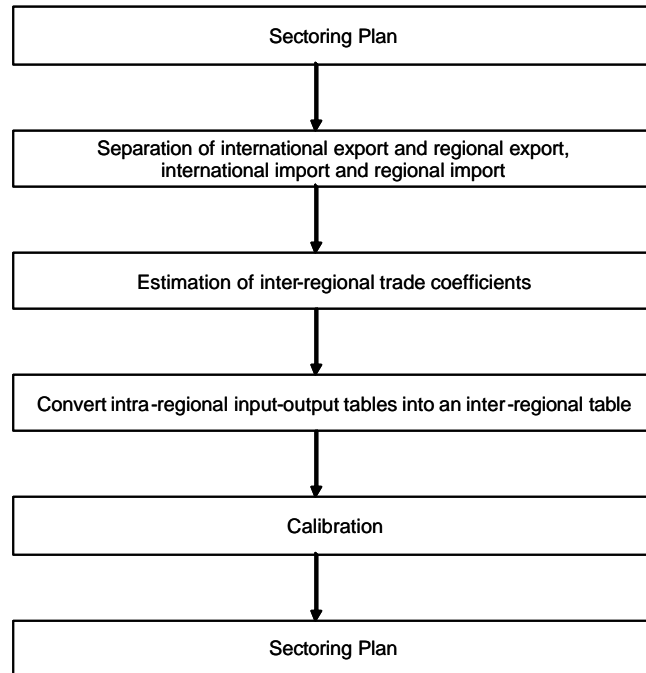 Sectoring Plan
Separation of international export and regional export,
international import and regional import
Estimation of inter-regional trade coefficients
Convert intra-regional input-output tables into an inter-regional table
Calibration
Sectoring Plan